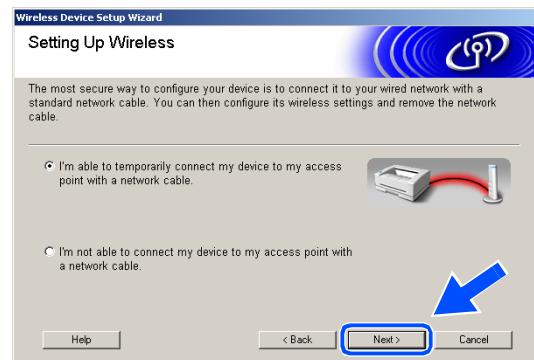 Wireless Device Setup Wizard
Setting Up Wireless
The most secure way to configure your device is to connect it to your wired network with a
standard network cable. You can then configure its wireless settings and remove the network
cable.
I'm able to temporarily connect my device to my access
point with a network cable.
I'm not able to connect my device to my access point with
a network cable.
Help
< Back
Next >
Cancel